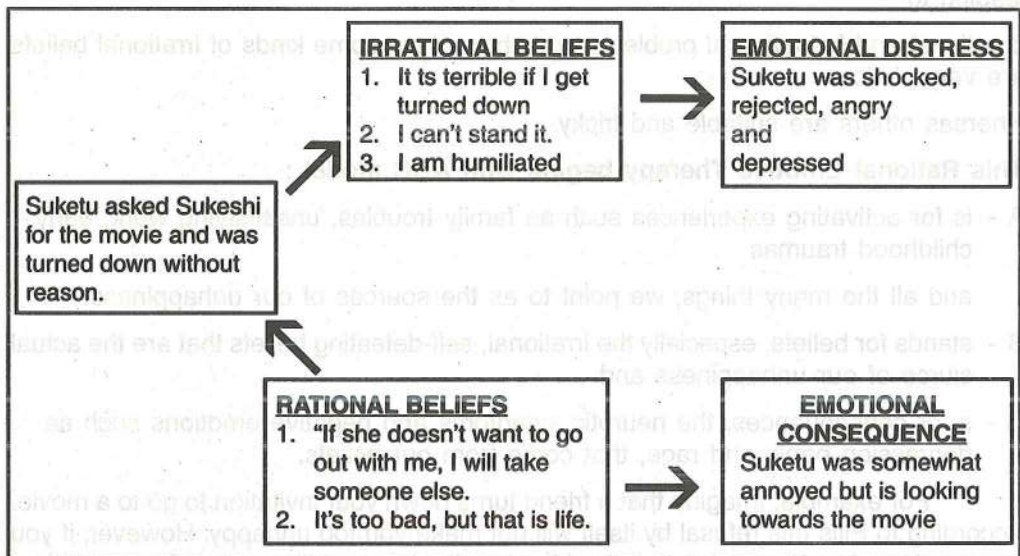 IRRATIONAL BELIEFS
1. It ts terrible if I get
turned down
2. I can't stand it.
3. I am humiliated
EMOTIONAL DISTRESS
Suketu was shocked,
rejected, angry
and
depressed
Suketu asked Sukeshi
for the movie and was
turned down without
reason.
RATIONAL BELIEFS
1. "If she doesn't want to go
out with me, I will take
someone else.
2. It's too bad, but that is life.
EMOTIONAL
CONSEQUENCE
Suketu was somewhat
annoyed but is looking
towards the movie